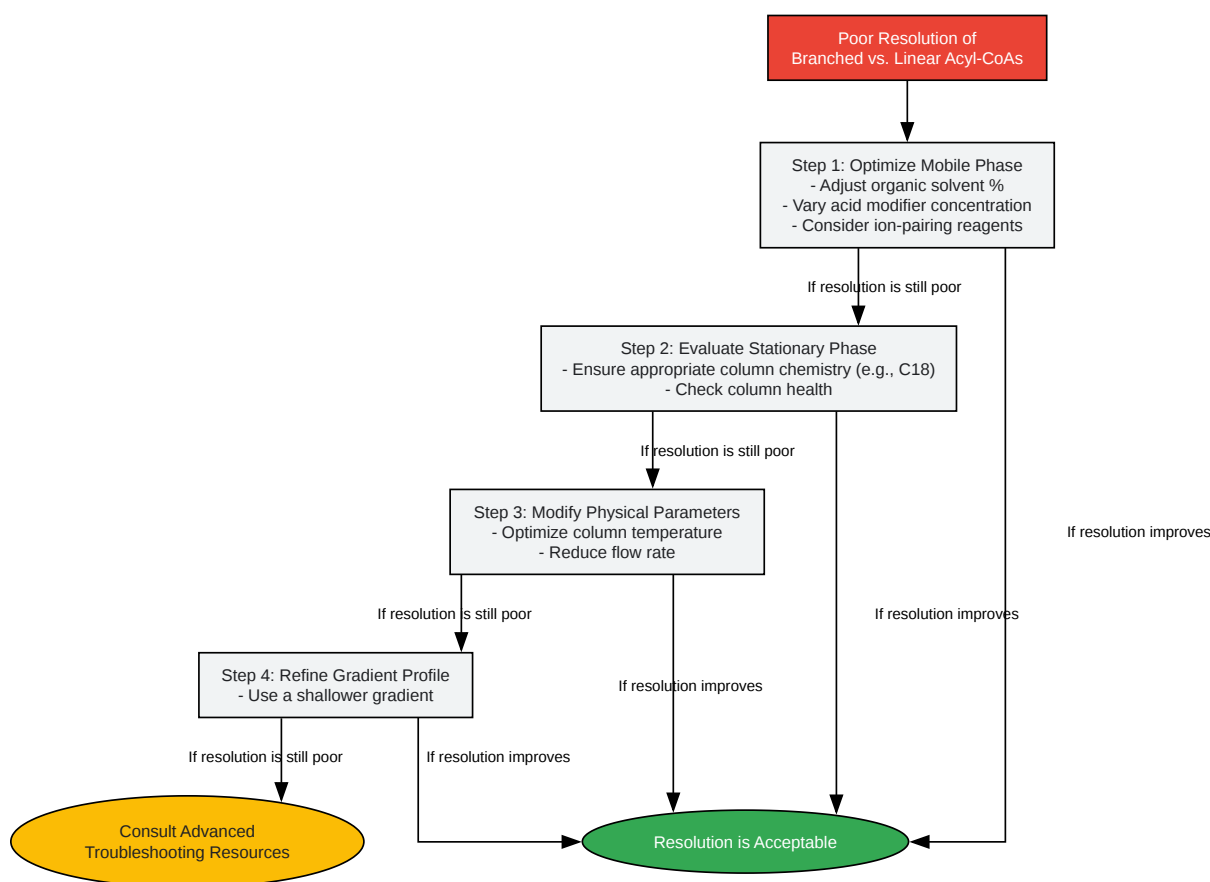 Poor Resolution of
Branched vs. Linear Acyl-CoAs
Step 1: Optimize Mobile Phase
- Adjust organic solvent %
- Vary acid modifier concentration
- Consider ion-pairing reagents
If resolution is still poor
Step 2: Evaluate Stationary Phase
- Ensure appropriate column chemistry (e.g., C18)
- Check column health
If resolution is still poor
Step 3: Modify Physical Parameters
- Optimize column temperature
- Reduce flow rate
If resolution improves
If resolution is still poor
If resolution improves
Step 4: Refine Gradient Profile
- Use a shallower gradient
If resolution improves
If resolution is still poor
If resolution improves
Consult Advanced
Troubleshooting Resources
Resolution is Acceptable